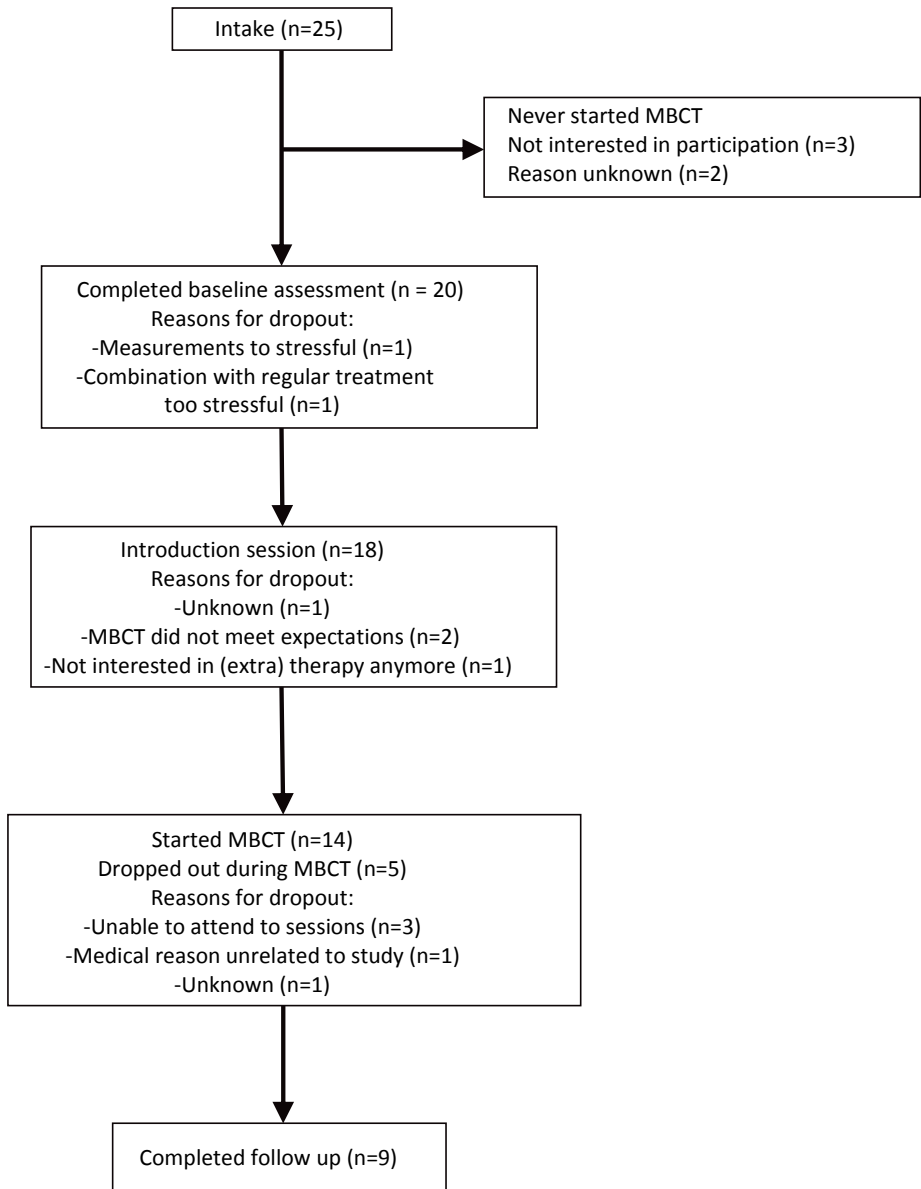 Intake (n=25)
Never started MBCT
Not interested in participation (n=3)
Reason unknown (n=2)
Completed baseline assessment (n = 20)
Reasons for dropout:
-Measurements to stressful (n=1)
-Combination with regular treatment
too stressful (n=1)
Introduction session (n=18)
Reasons for dropout:
-Unknown (n=1)
-MBCT did not meet expectations (n=2)
-Not interested in (extra) therapy anymore (n=1)
Started MBCT (n=14)
Dropped out during MBCT (n=5)
Reasons for dropout:
-Unable to attend to sessions (n=3)
-Medical reason unrelated to study (n=1)
-Unknown (n=1)
Completed follow up (n=9)